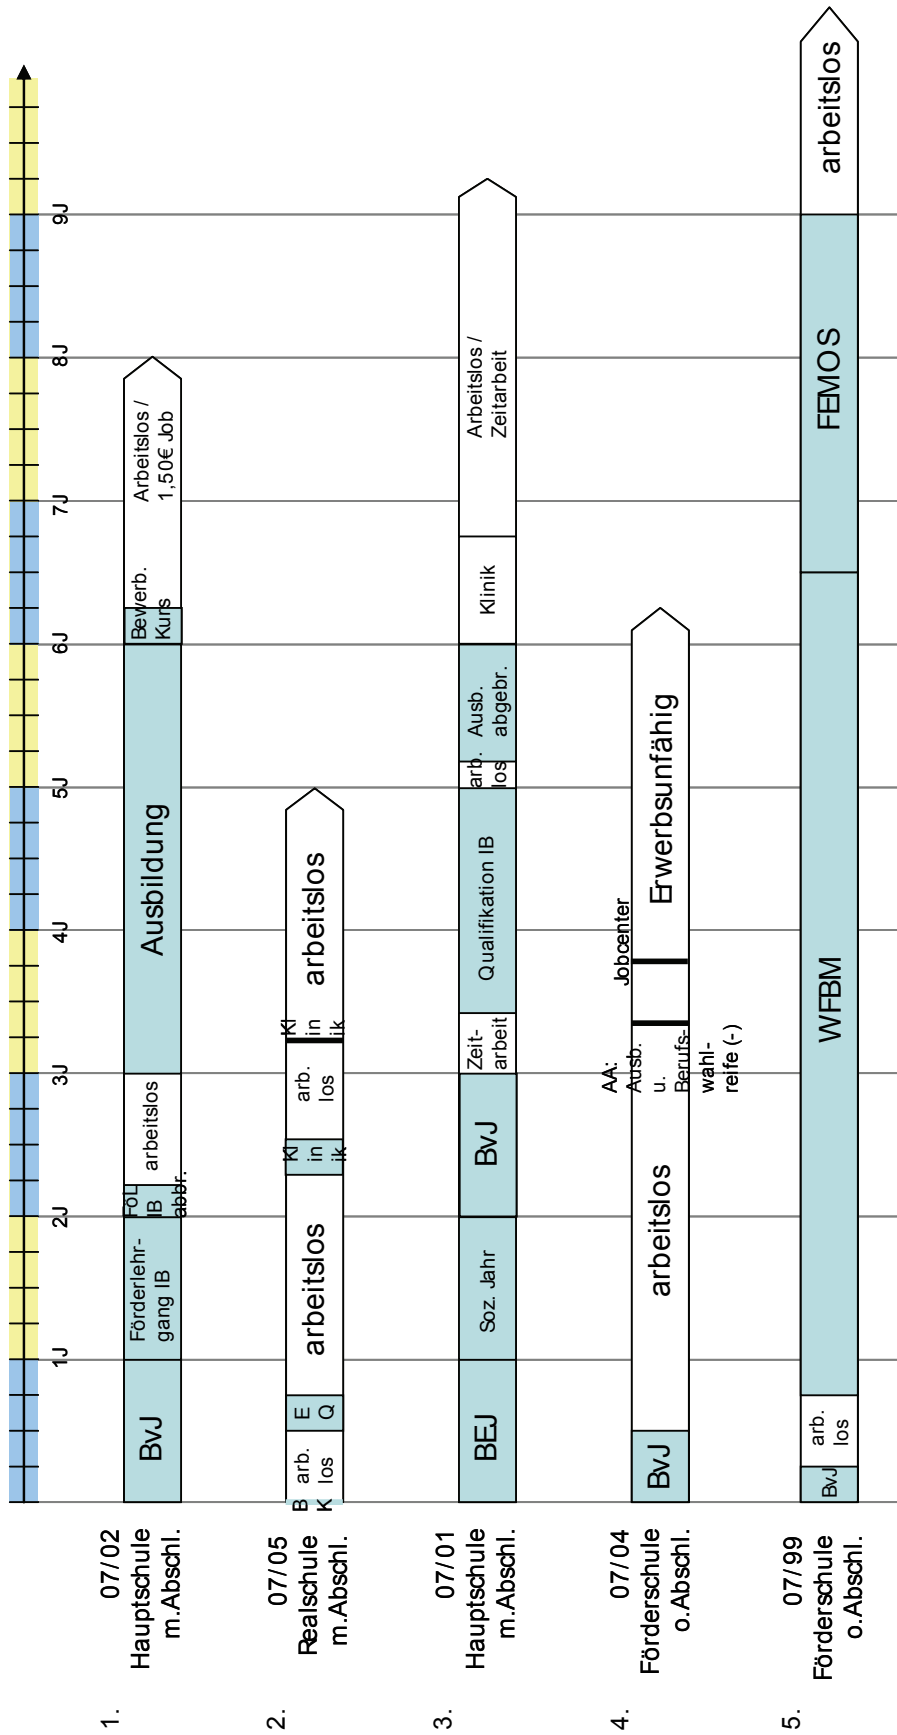 1J
2J
3J
4J
5J
6J
7J
8J
9J
1.
07/02
Hauptschule
m.Abschl.
BvJ
Förderlehr-
gang IB
FöL
IB
abbr.
arbeitslos
Ausbildung
Bewerb.
Kurs
Arbeitslos /
1,50€ Job
2.
07/05
Realschule
m.Abschl.
B
K
arb.
los
E
Q
arbeitslos
Kl
in
ik
arb.
los
Kl
in
ik
arbeitslos
3.
07/01
Hauptschule
m.Abschl.
BEJ
Soz. Jahr
BvJ
Zeit-
arbeit
Qualifikation IB
arb.
los
Ausb.
abgebr.
Klinik
Arbeitslos /
Zeitarbeit
4.
07/04
Förderschule
o.Abschl.
BvJ
arbeitslos
AA:
Ausb.
u.
Berufs-
wahl-
reife (-)
Jobcenter
Erwerbsunfähig
5.
07/99
Förderschule
o.Abschl.
BvJ
arb.
los
WFBM
FEMOS
arbeitslos